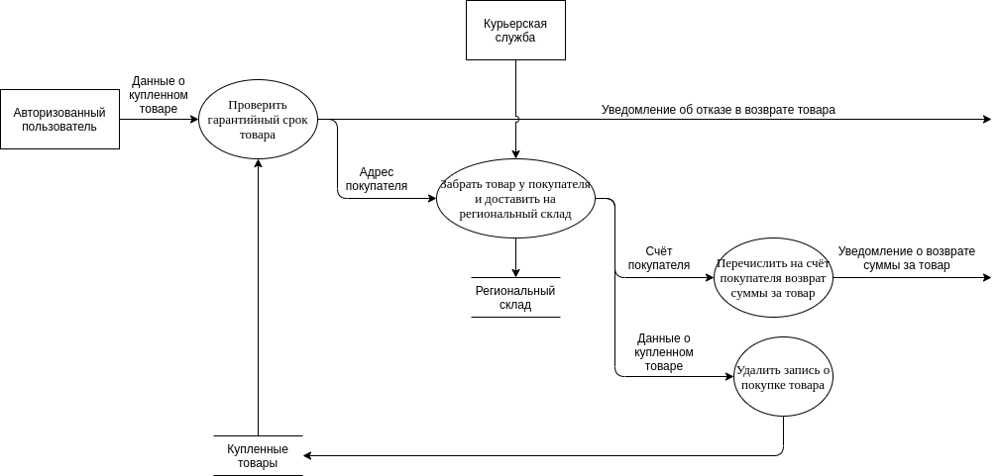 Курьерская
служба
Авторизованный
пользователь
Данные о
купленном
товаре
Проверить
гарантийный срок
товара
Уведомление об отказе в возврате товара
Адрес
покупателя
Забрать товар у покупателя
и доставить на
региональный склад
Региональный
склад
Счёт
покупателя
Перечислить на счёт
покупателя возврат
суммы за товар
Уведомление о возврате
суммы за товар
Данные о
купленном
товаре
Удалить запись о
покупке товара
Купленные
товары